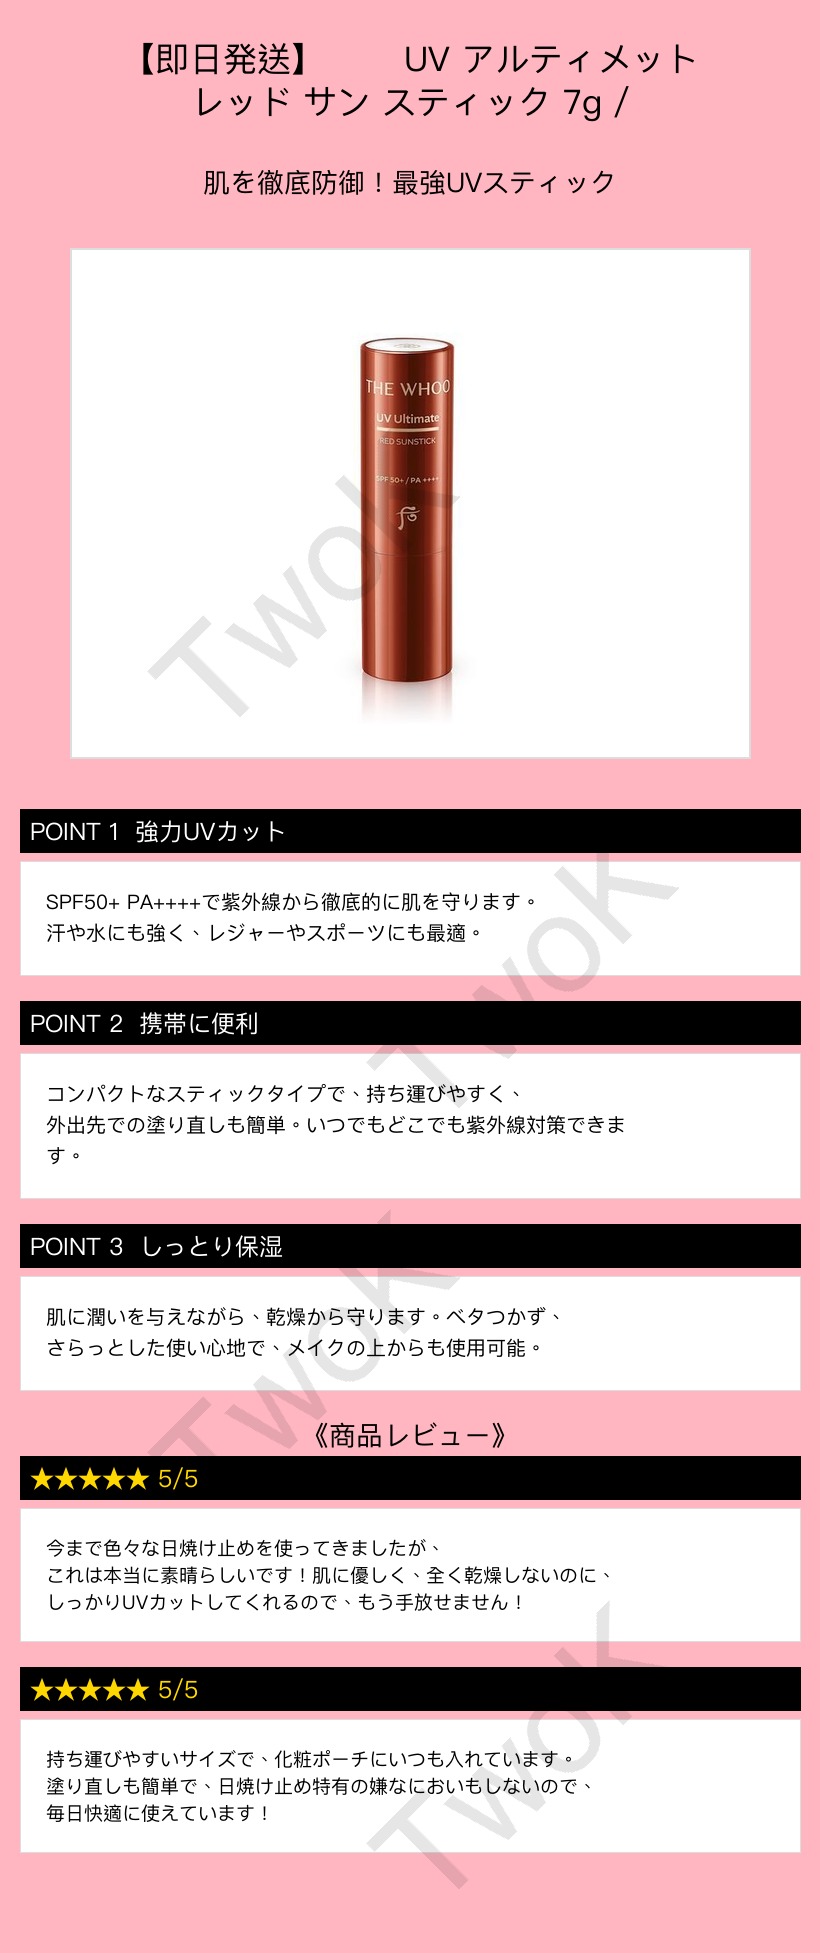 【即日発送】 UV アルティメット
レッド サン スティック 7g /
肌を徹底防御！最強UVスティック
THE WHOO
UV Ultimate
RED SUNSTICK
SPF 50+ / PA ++++
TwoK
POINT 1 強力UVカット
SPF50+ PA++++で紫外線から徹底的に肌を守ります。
汗や水にも強く、レジャーやスポーツにも最適。
TwoK
POINT 2 携帯に便利
コンパクトなスティックタイプで、持ち運びやすく、
外出先での塗り直しも簡単。いつでもどこでも紫外線対策できま
す。
POINT 3 しっとり保湿
肌に潤いを与えながら、乾燥から守ります。ベタつかず、
さらっとした使い心地で、メイクの上からも使用可能。
TwoK
《商品レビュー》
★★★★★ 5/5
今まで色々な日焼け止めを使ってきましたが、
これは本当に素晴らしいです！肌に優しく、全く乾燥しないのに、
しっかりUVカットしてくれるので、もう手放せません！
★★★★★ 5/5
持ち運びやすいサイズで、化粧ポーチにいつも入れています。
塗り直しも簡単で、日焼け止め特有の嫌なにおいもしないので、
毎日快適に使えています！
TwoK